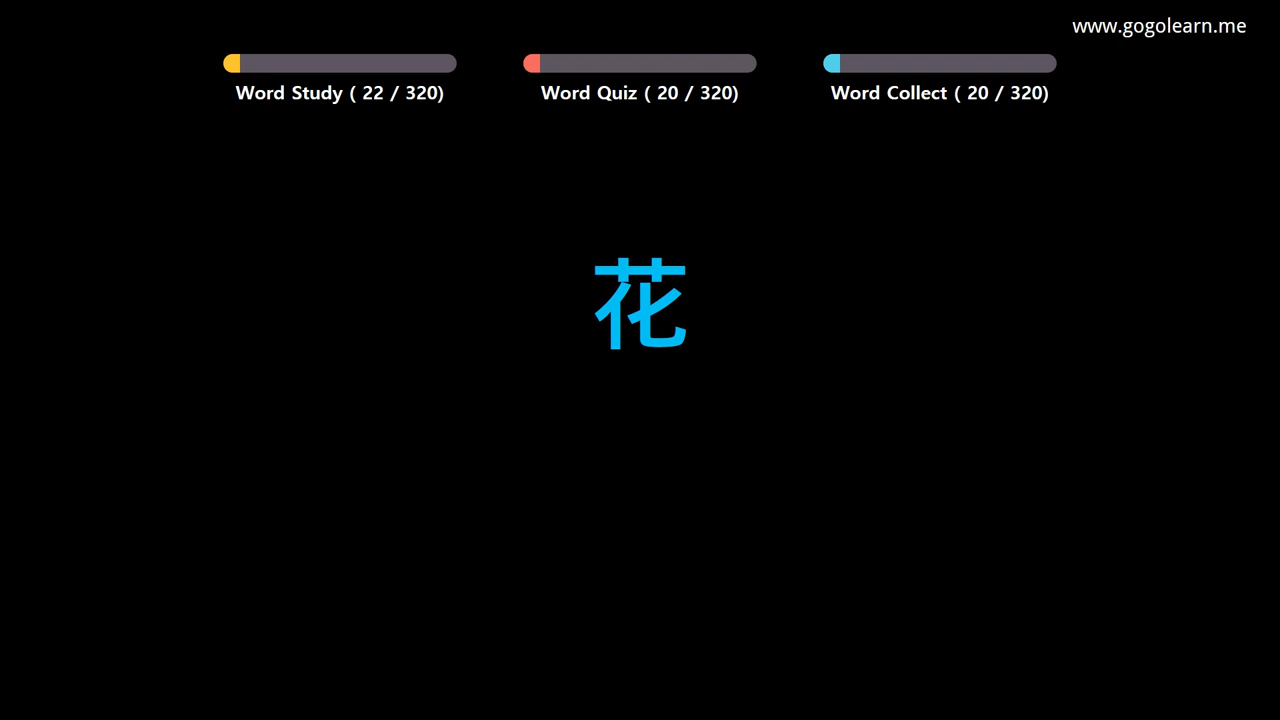 www.gogolearn.me
Word Study ( 22 / 320)
Word Quiz ( 20 / 320)
Word Collect ( 20 / 320)
花